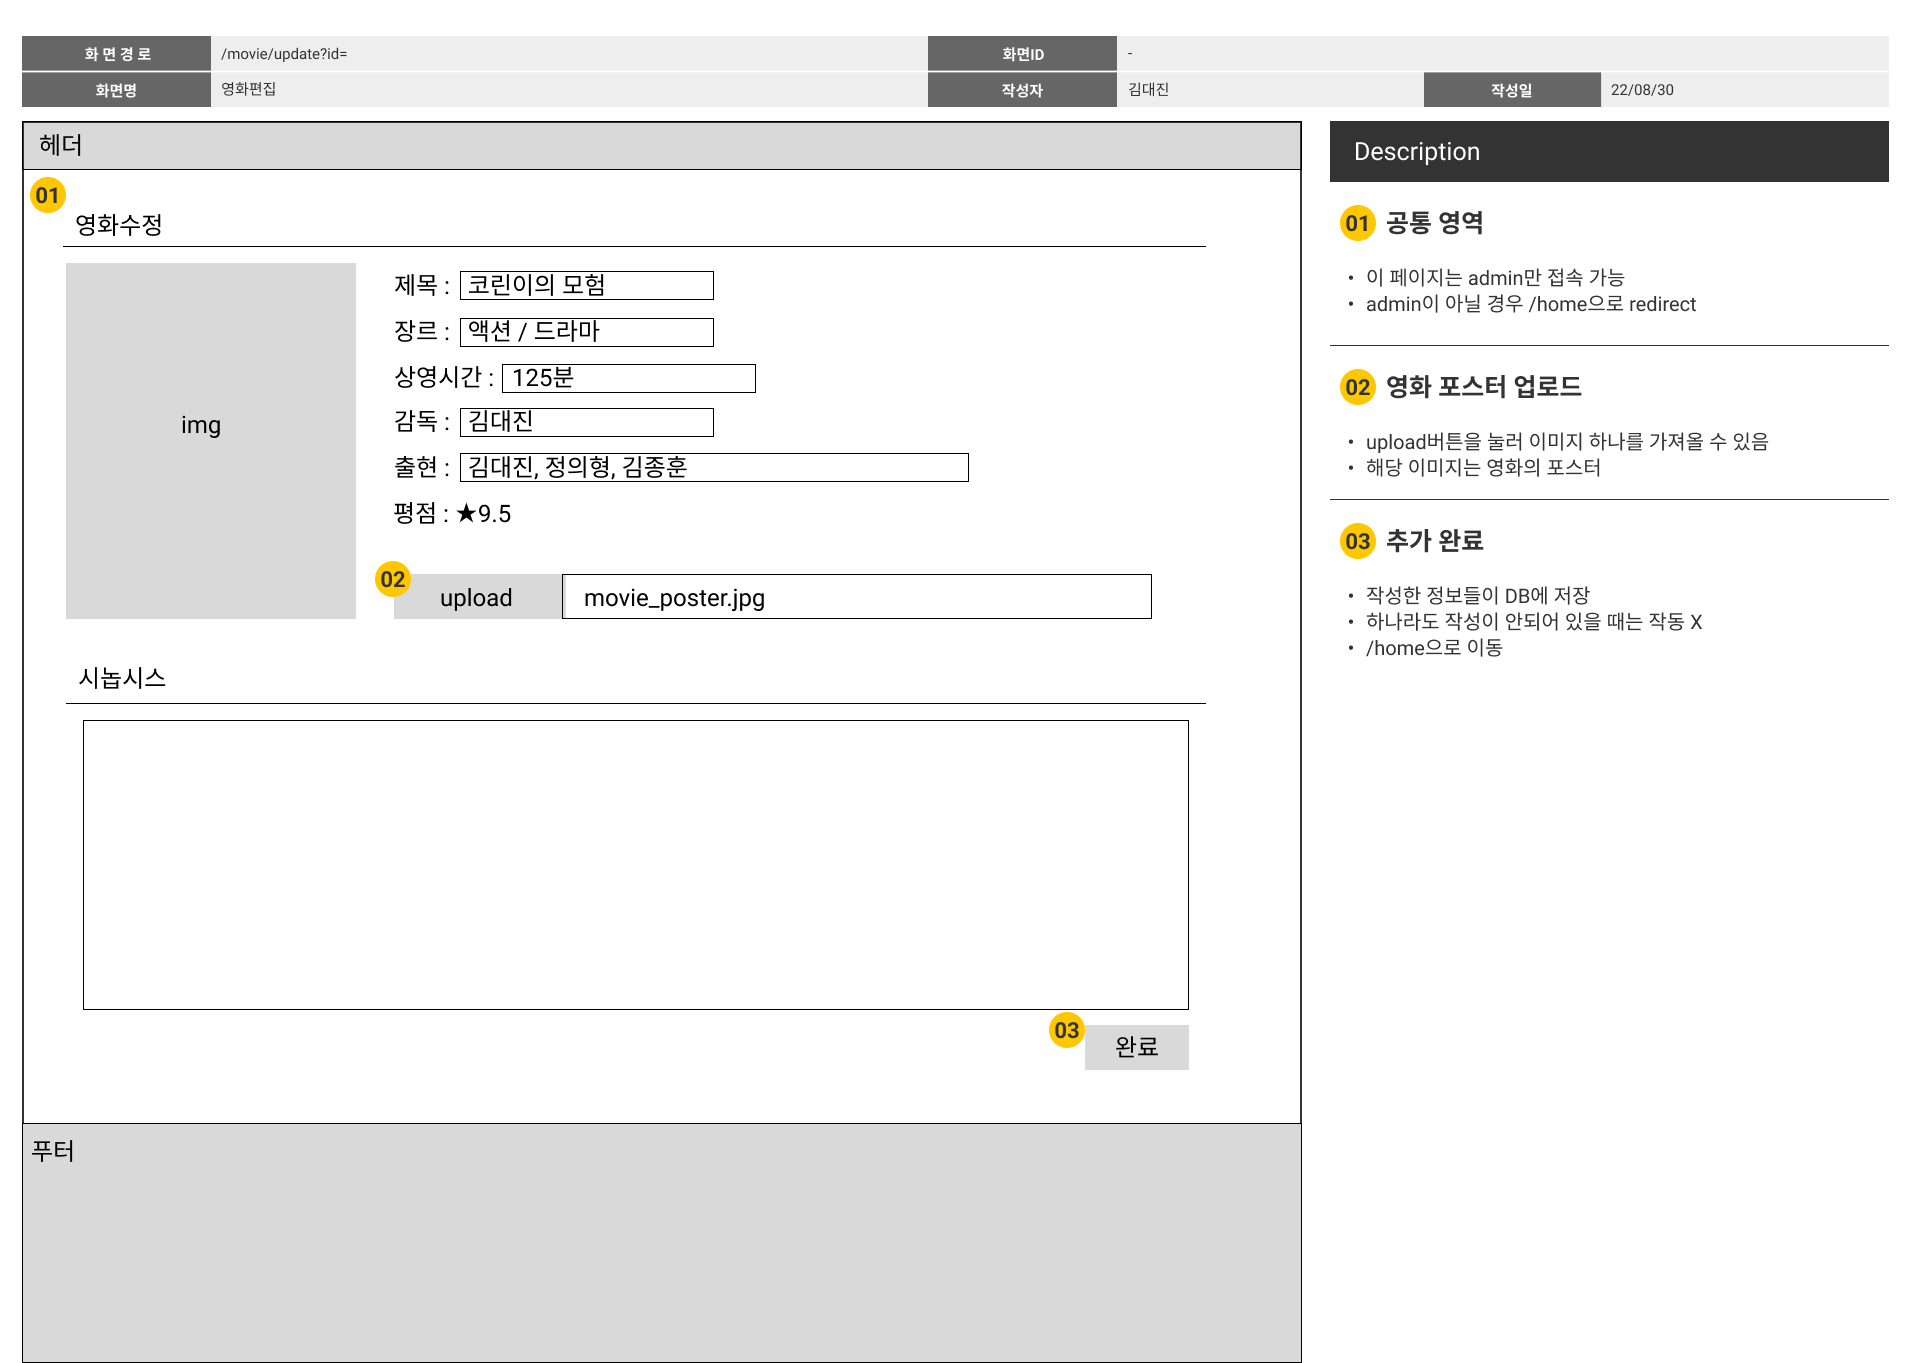 화 면 경 로 /movie/update?id= 화면ID -
화면명 영화편집 작성자 김대진 작성일 22/08/30
헤더
01
영화수정
img
제목 : 코린이의 모험
장르 : 액션 / 드라마
상영시간 : 125분
감독 : 김대진
출현 : 김대진, 정의형, 김종훈
평점 : ★9.5
02
upload movie_poster.jpg
시놉시스
03
완료
푸터
Description
01 공통 영역
• 이 페이지는 admin만 접속 가능
• admin이 아닐 경우 /home으로 redirect
02 영화 포스터 업로드
• upload버튼을 눌러 이미지 하나를 가져올 수 있음
• 해당 이미지는 영화의 포스터
03 추가 완료
• 작성한 정보들이 DB에 저장
• 하나라도 작성이 안되어 있을 때는 작동 X
• /home으로 이동